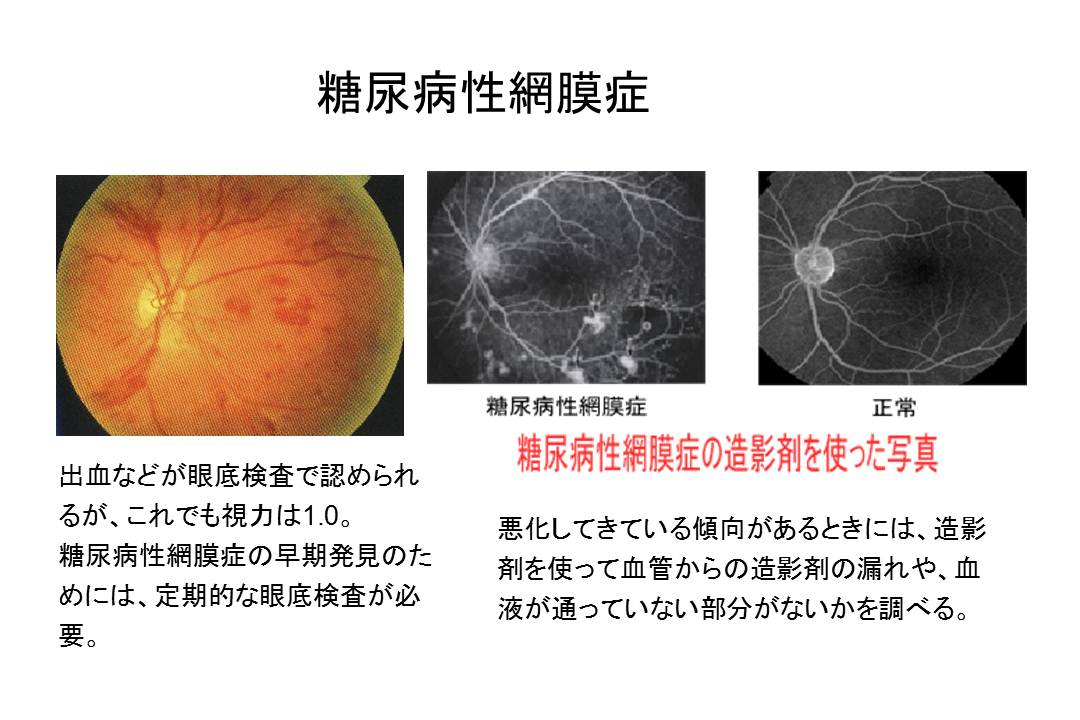 糖尿病性網膜症
糖尿病性網膜症
正常
糖尿病性網膜症の造影剤を使った写真
出血などが眼底検査で認められ
るが、これでも視力は1.0。
糖尿病性網膜症の早期発見のた
めには、定期的な眼底検査が必
要。
悪化してきている傾向があるときには、造影
剤を使って血管からの造影剤の漏れや、血
液が通っていない部分がないかを調べる。